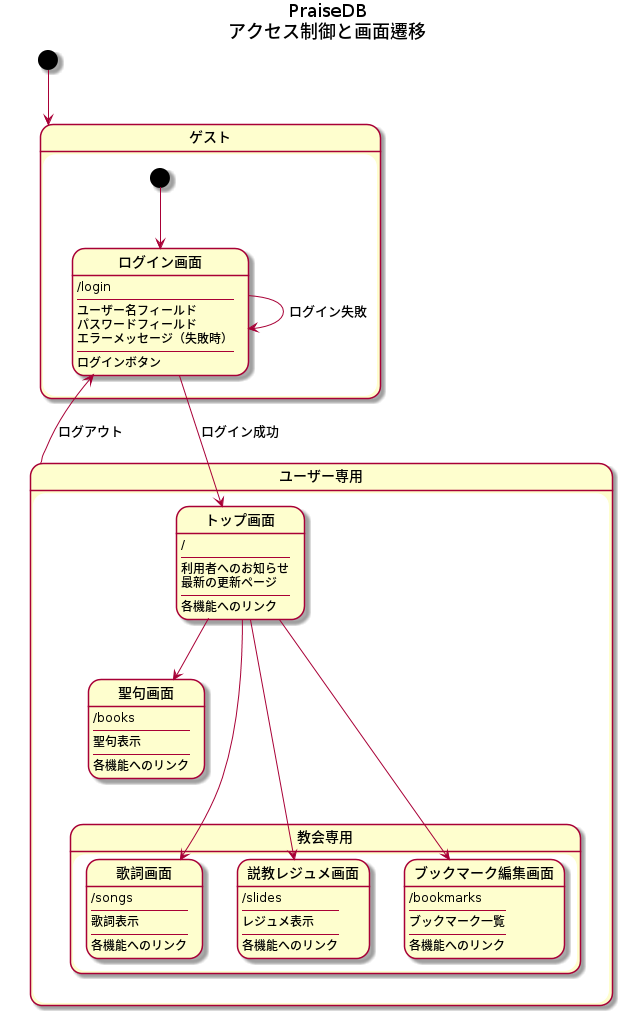 PraiseDB
アクセス制御と画面遷移
ゲスト
ログイン画面
/login
ユーザー名フィールド
パスワードフィールド
エラーメッセージ（失敗時）
ログインボタン
ログイン失敗
ログアウト
ログイン成功
ユーザー専用
トップ画面
/
利用者へのお知らせ
最新の更新ページ
各機能へのリンク
聖句画面
/books
聖句表示
各機能へのリンク
教会専用
歌詞画面
/songs
歌詞表示
各機能へのリンク
説教レジュメ画面
/slides
レジュメ表示
各機能へのリンク
ブックマーク編集画面
/bookmarks
ブックマーク一覧
各機能へのリンク